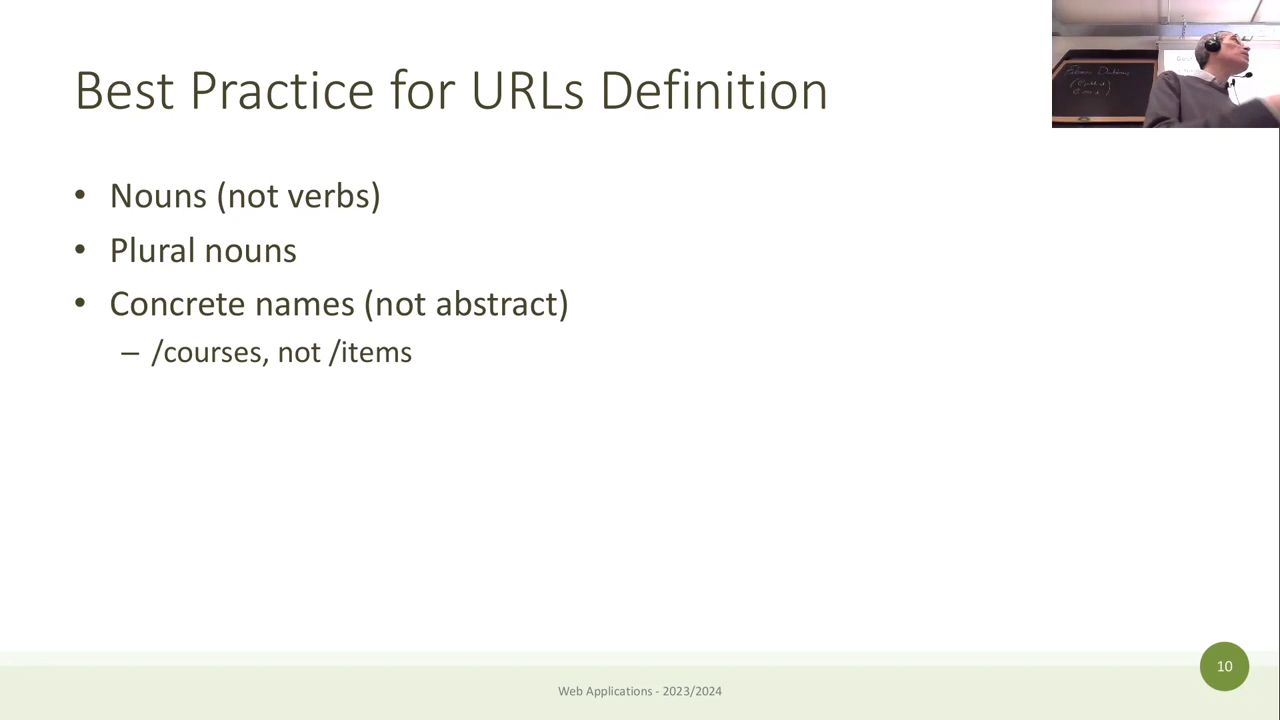 Best Practice for URLs Definition
• Nouns (not verbs)
• Plural nouns
• Concrete names (not abstract)
– /courses, not /items
Web Applications - 2023/2024
10